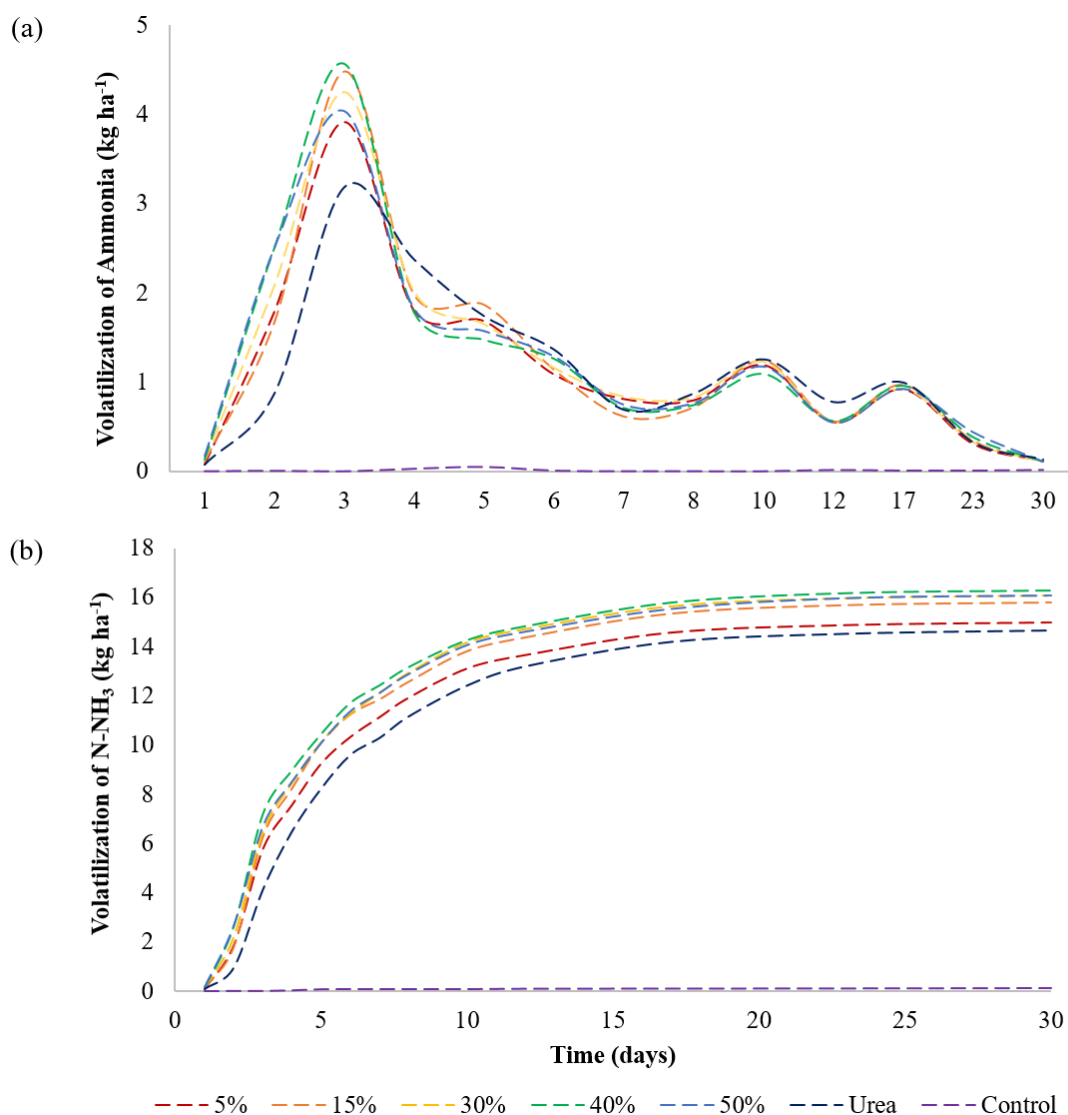 (a)
Volatilization of Ammonia (kg ha⁻¹)
5
4
3
2
1
0
1 2 3 4 5 6 7 8 10 12 17 23 30
(b)
Volatilization of N-NH₃ (kg ha⁻¹)
18
16
14
12
10
8
6
4
2
0
0 5 10 15 20 25 30
Time (days)
5% 15% 30% 40% 50% Urea Control